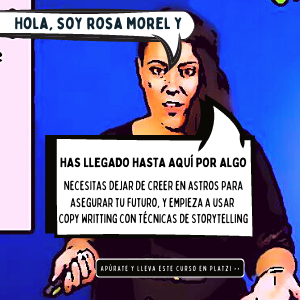 HOLA, SOY ROSA MOREL Y
HAS LLEGADO HASTA AQUÍ POR ALGO
NECESITAS DEJAR DE CREER EN ASTROS PARA
ASEGURAR TU FUTURO, Y EMPIEZA A USAR
COPY WRITTING CON TÉCNICAS DE STORYTELLING
APÚRATE Y LLEVA ESTE CURSO EN PLATZI >>